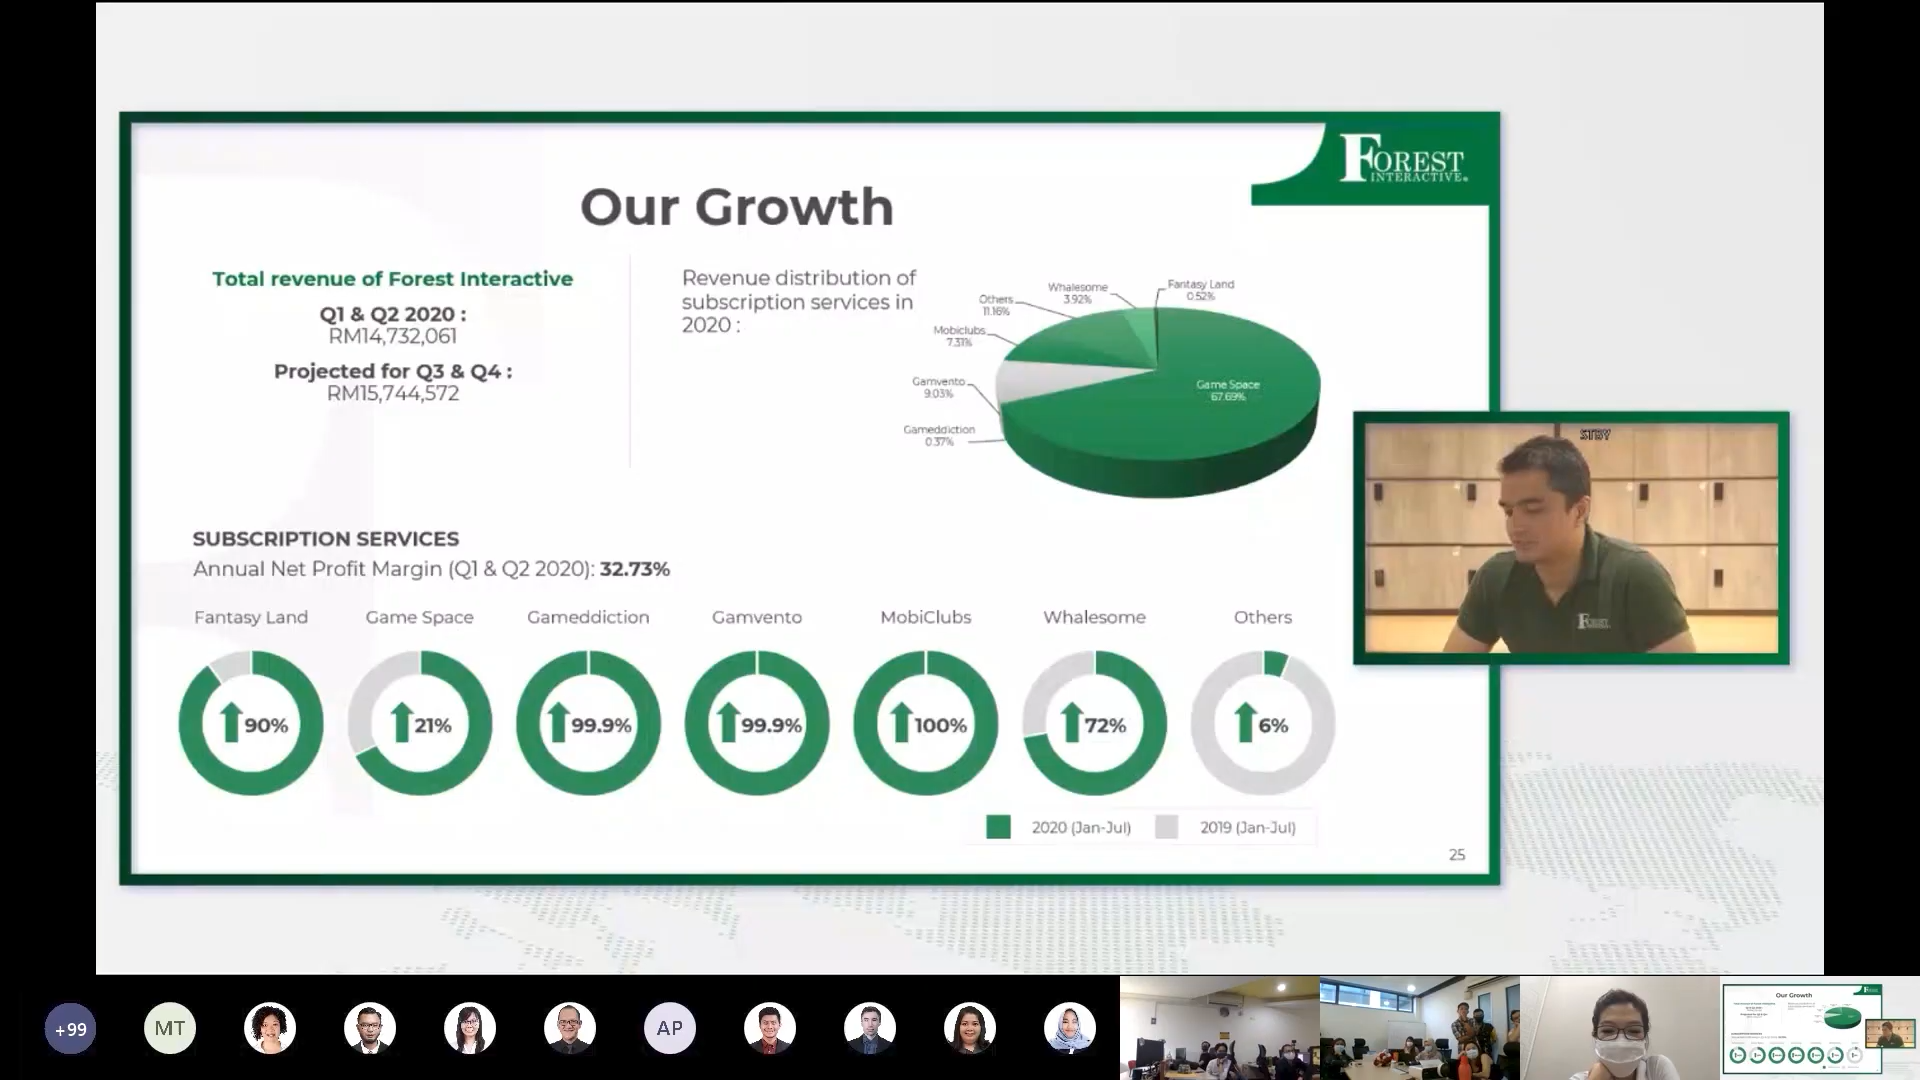 FOREST
INTERACTIVE
Our Growth
Total revenue of Forest Interactive
Q1 & Q2 2020 :
RM14,732,061
Projected for Q3 & Q4 :
RM15,744,572
Revenue distribution of
subscription services in
2020 :
Fantasy Land
0.52%
Whalesome
3.92%
Others
11.16%
Mobiclubs
7.31%
Gamvento
9.03%
Gameddiction
0.37%
Game Space
67.69%
STBY
FOREST
SUBSCRIPTION SERVICES
Annual Net Profit Margin (Q1 & Q2 2020): 32.73%
Fantasy Land
Game Space
Gameddiction
Gamvento
MobiClubs
Whalesome
Others
90%
21%
99.9%
99.9%
100%
72%
6%
2020 (Jan-Jul)
2019 (Jan-Jul)
25
+99
MT
AP
Our Growth